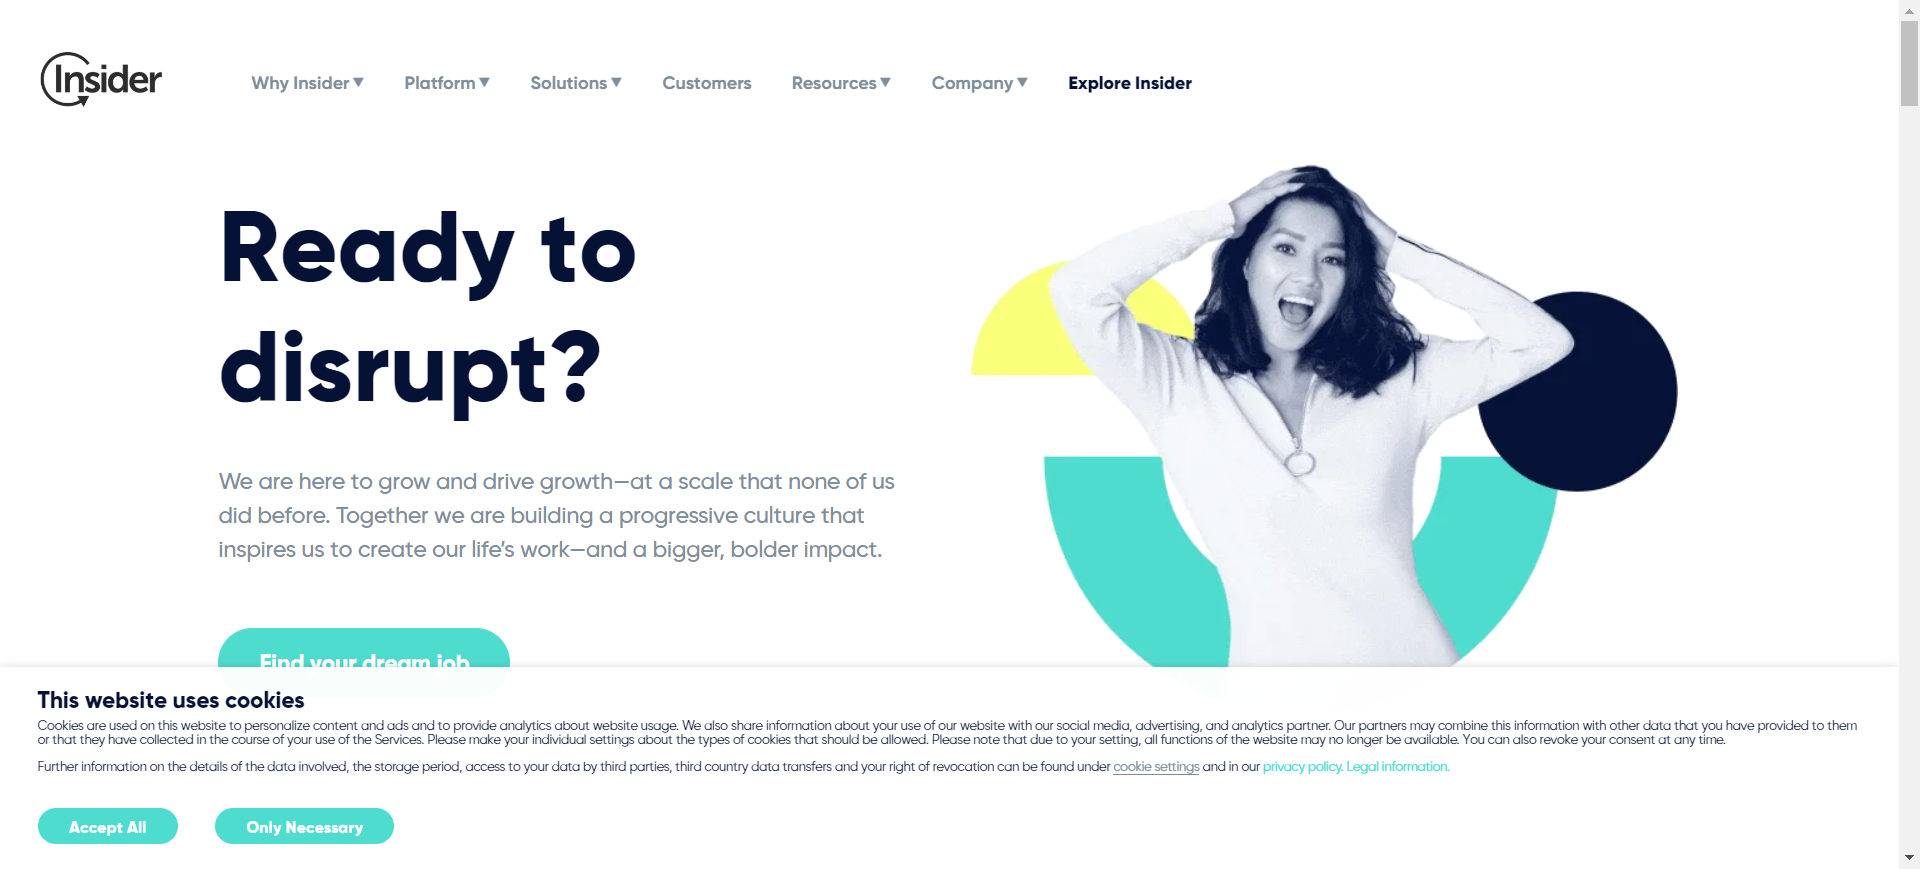 Insider
Why Insider ▼
Platform ▼
Solutions ▼
Customers
Resources ▼
Company ▼
Explore Insider
Ready to
disrupt?
We are here to grow and drive growth—at a scale that none of us
did before. Together we are building a progressive culture that
inspires us to create our life’s work—and a bigger, bolder impact.
Find your dream job
This website uses cookies
Cookies are used on this website to personalize content and ads and to provide analytics about website usage. We also share information about your use of our website with our social media, advertising, and analytics partner. Our partners may combine this information with other data that you have provided to them
or that they have collected in the course of your use of the Services. Please make your individual settings about the types of cookies that should be allowed. Please note that due to your setting, all functions of the website may no longer be available. You can also revoke your consent at any time.
Further information on the details of the data involved, the storage period, access to your data by third parties, third country data transfers and your right of revocation can be found under cookie settings and in our privacy policy. Legal information.
Accept All
Only Necessary